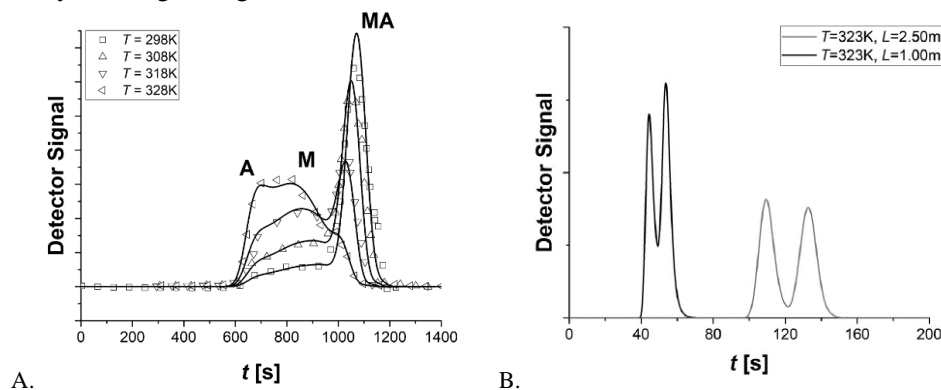 MA
T = 298K
T = 308K
T = 318K
T = 328K
A
M
Detector Signal
0 200 400 600 800 1000 1200 1400
t [s]
A.
T=323K, L=2.50m
T=323K, L=1.00m
Detector Signal
0 40 80 120 160 200
t [s]
B.